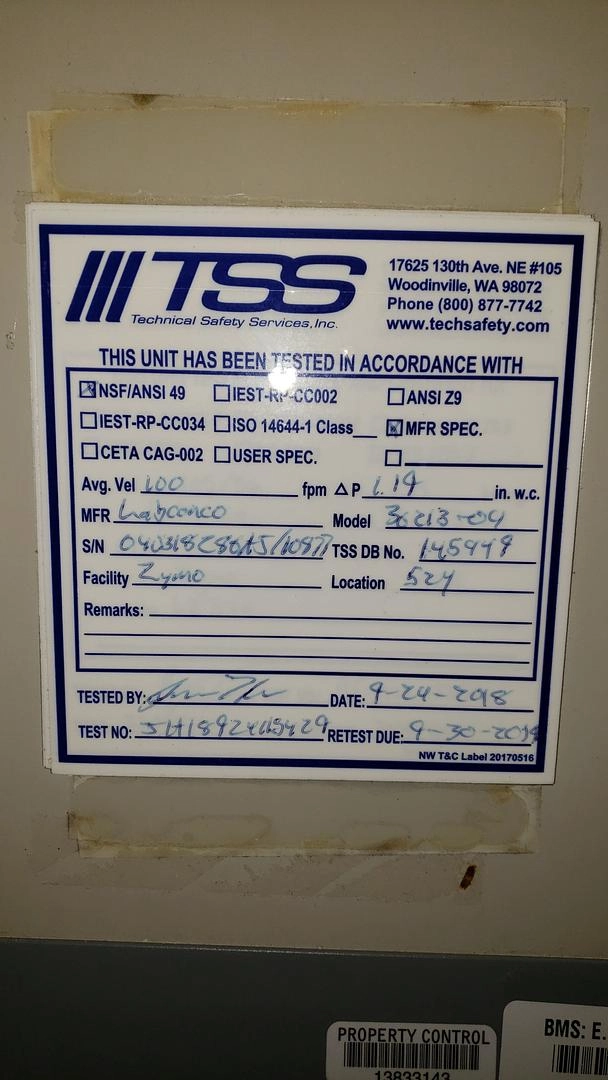 TSS
Technical Safety Services, Inc.
17625 130th Ave. NE #105
Woodinville, WA 98072
Phone (800) 877-7742
www.techsafety.com
THIS UNIT HAS BEEN TESTED IN ACCORDANCE WITH
NSF/ANSI 49 IEST-RP-CC002 ANSI Z9
IEST-RP-CC034 ISO 14644-1 Class MFR SPEC.
CETA CAG-002 USER SPEC.
Avg. Vel 100 fpm ΔP 1.19 in. w.c.
MFR Labconco Model 36213-04
S/N TSS DB No. 145949
Facility Zymo Location 524
Remarks:
TESTED BY: DATE: 9-24-2018
TEST NO: RETEST DUE: 9-30-2019
NW T&C Label 20170516
PROPERTY CONTROL
13833143
BMS: E.